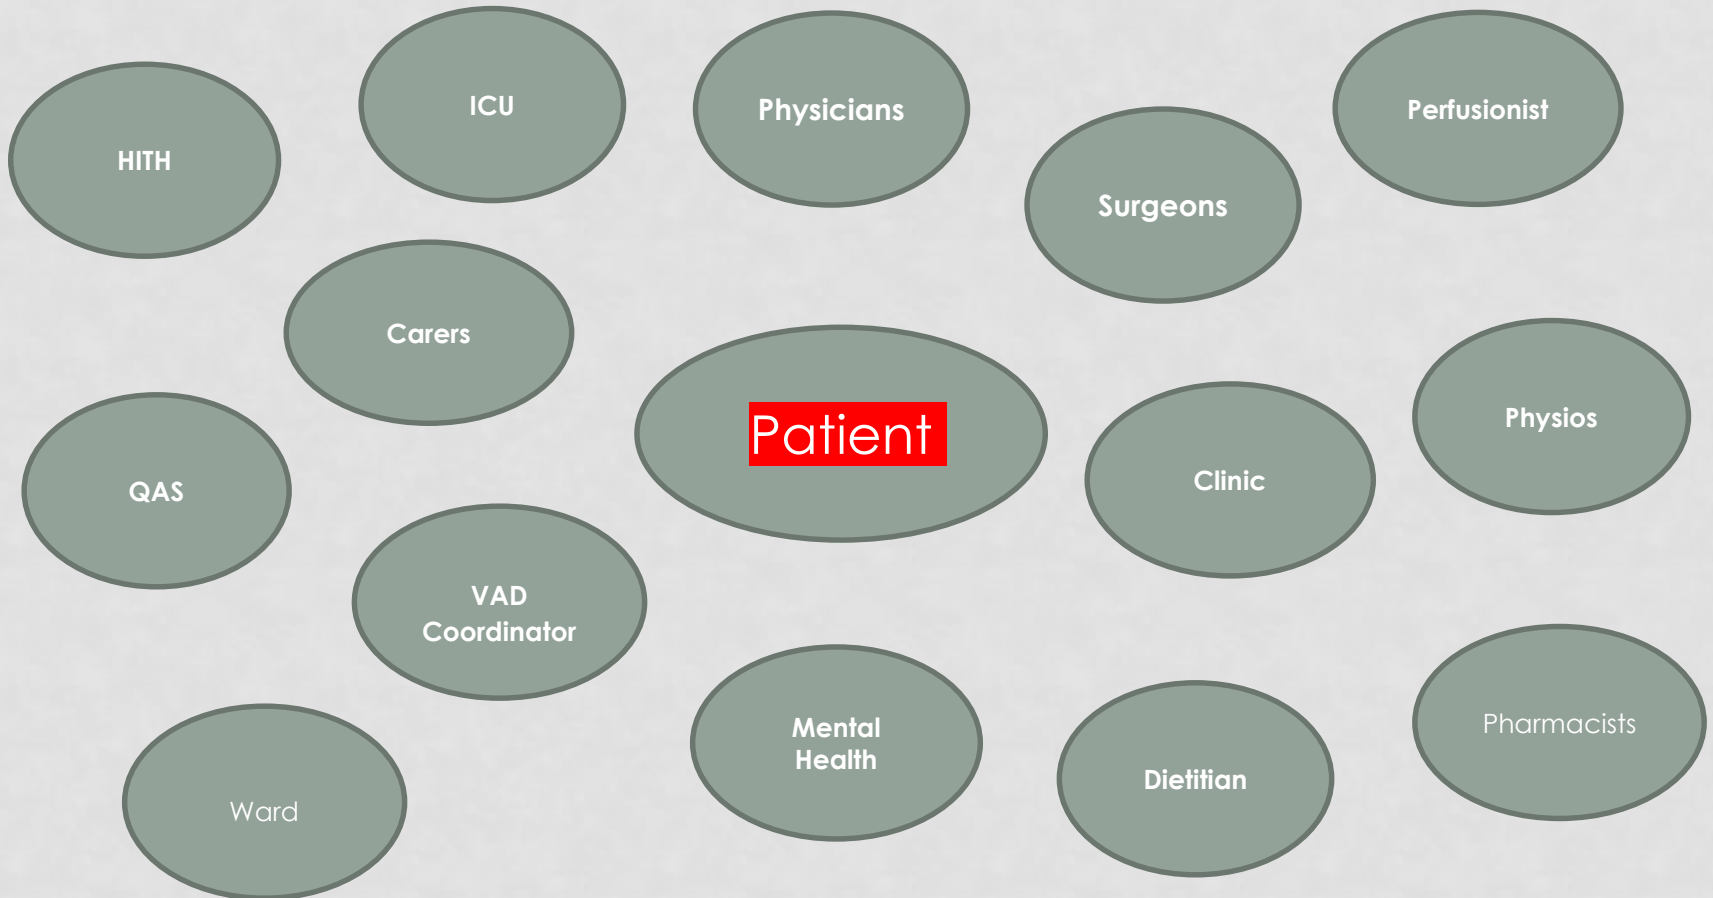 ICU
Physicians
Perfusionist
HITH
Surgeons
Carers
Patient
Physios
Clinic
QAS
VAD
Coordinator
Mental
Health
Pharmacists
Dietitian
Ward